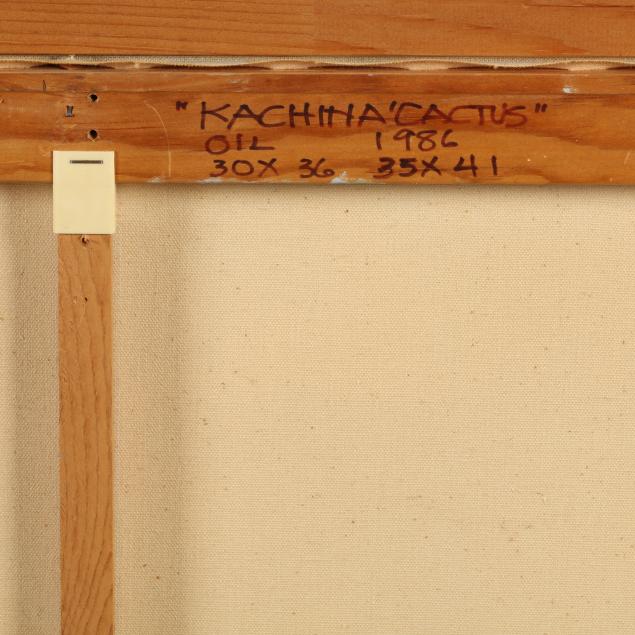 "KACHINA'CACTUS"
OIL 1986
30X 36 35X 41